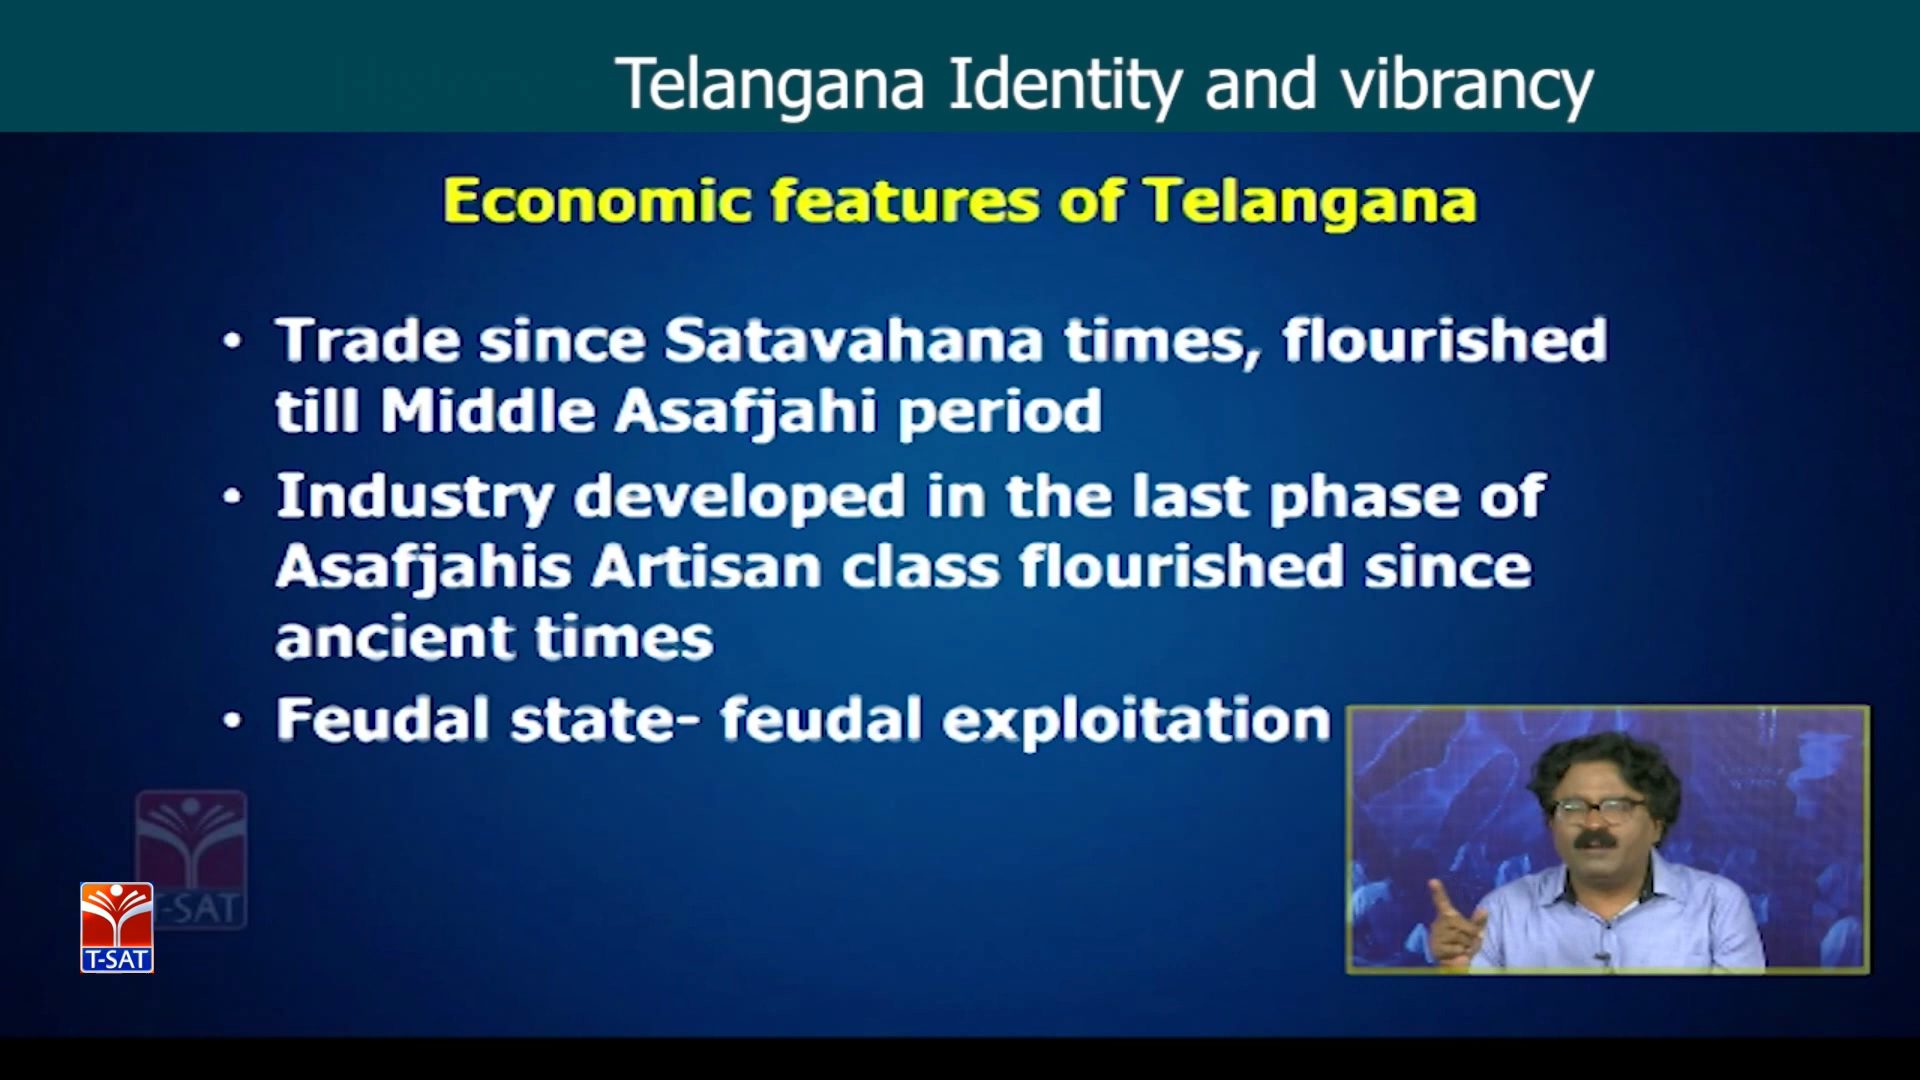 Telangana Identity and vibrancy
Economic features of Telangana
• Trade since Satavahana times, flourished
till Middle Asafjahi period
• Industry developed in the last phase of
Asafjahis Artisan class flourished since
ancient times
• Feudal state- feudal exploitation
T-SAT
T-SAT